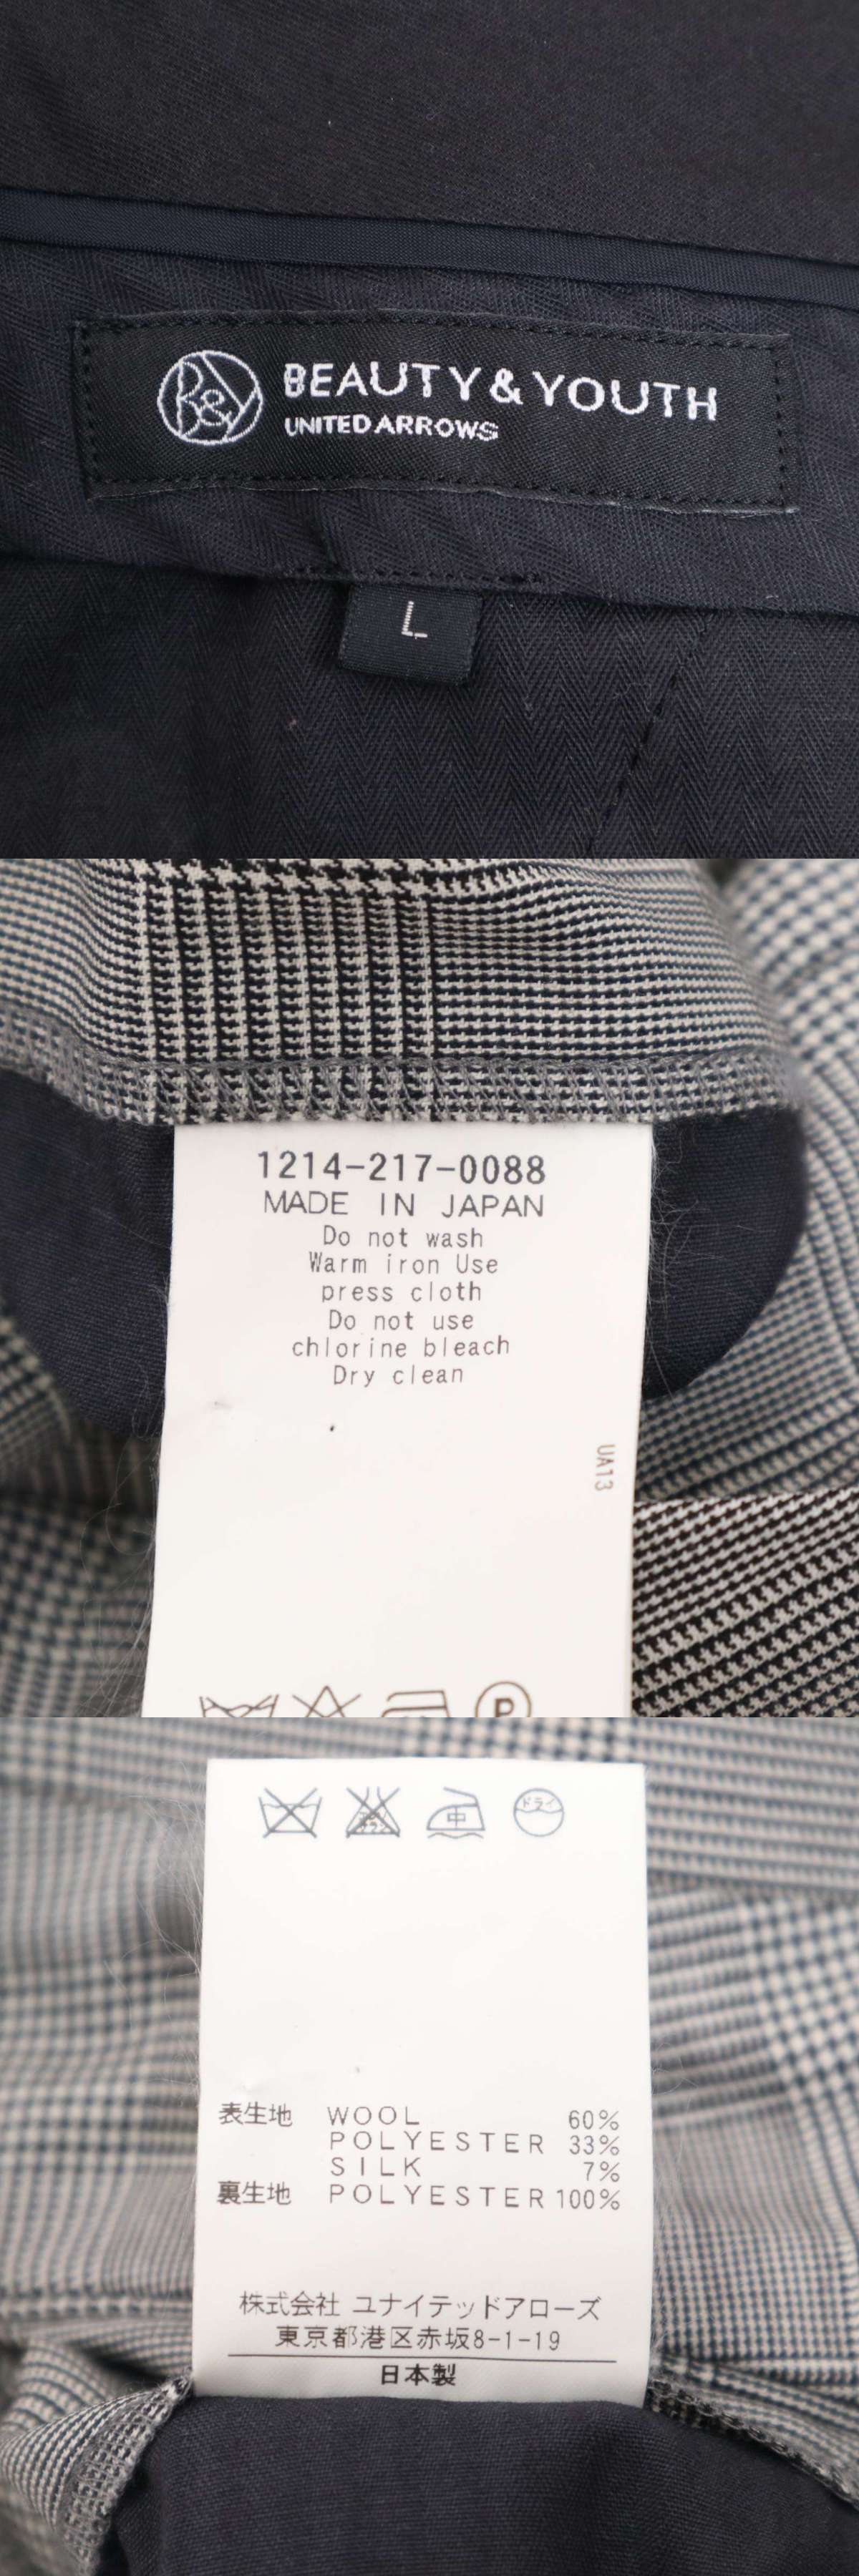 B&Y
BEAUTY & YOUTH
UNITED ARROWS
L
1214-217-0088
MADE IN JAPAN
Do not wash
Warm iron Use
press cloth
Do not use
chlorine bleach
Dry clean
UA13
P
中 ドライ
表生地 WOOL 60%
POLYESTER 33%
SILK 7%
裏生地 POLYESTER 100%
株式会社 ユナイテッドアローズ
東京都港区赤坂8-1-19
日本製